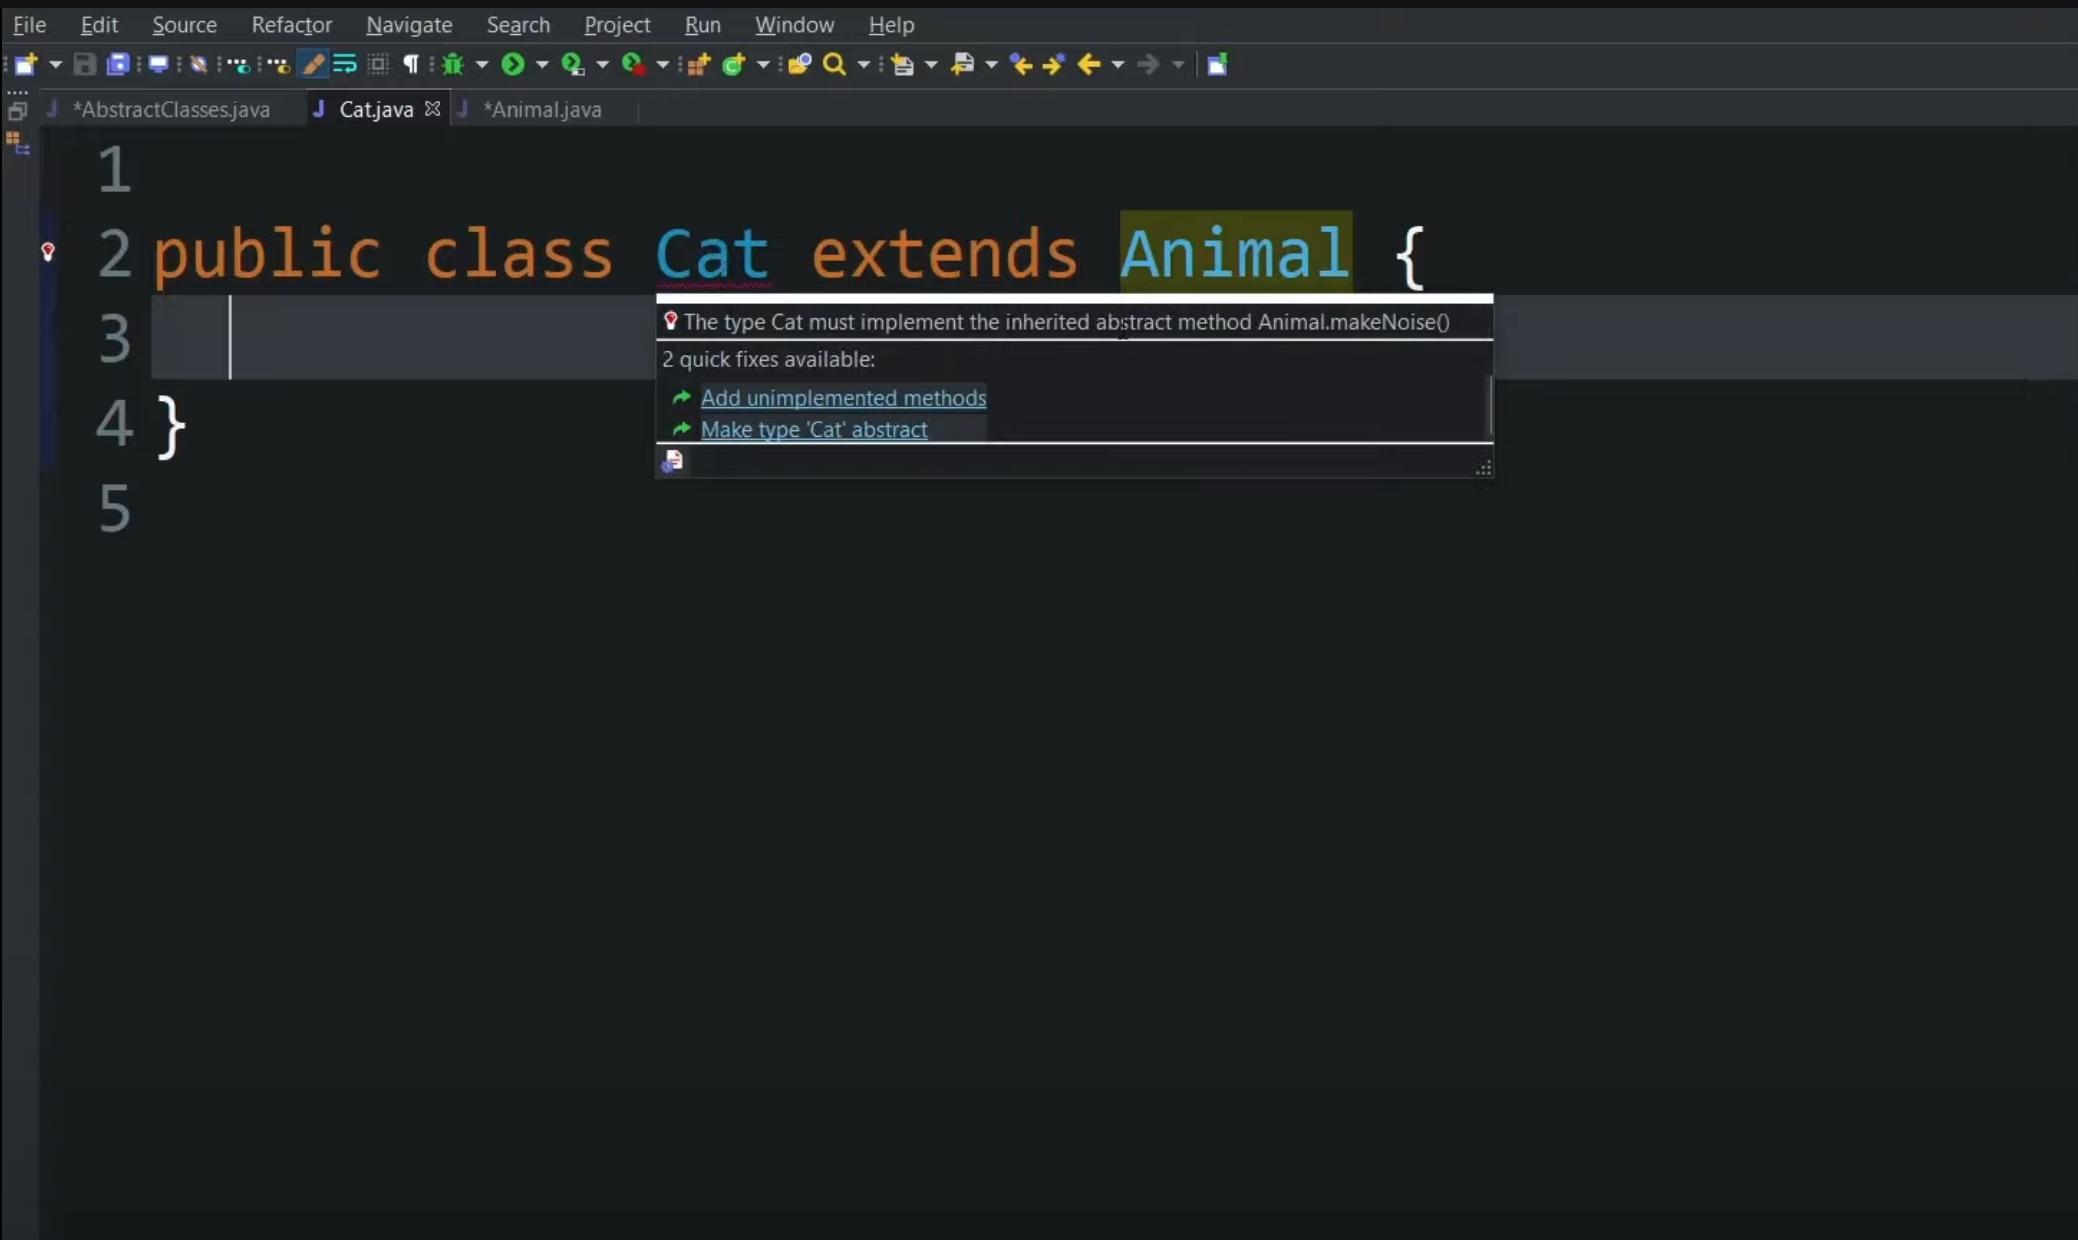 File Edit Source Refactor Navigate Search Project Run Window Help
*AbstractClasses.java Cat.java *Animal.java
1
2 public class Cat extends Animal {
The type Cat must implement the inherited abstract method Animal.makeNoise()
3
2 quick fixes available:
Add unimplemented methods
4 }
Make type 'Cat' abstract
5